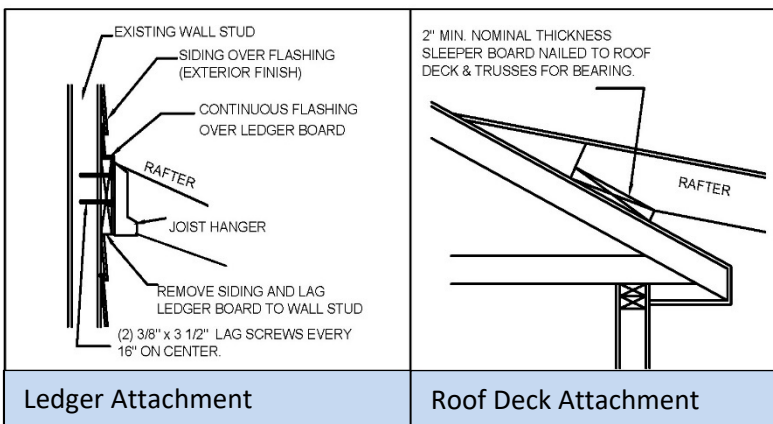 EXISTING WALL STUD
SIDING OVER FLASHING
(EXTERIOR FINISH)
CONTINUOUS FLASHING
OVER LEDGER BOARD
RAFTER
JOIST HANGER
REMOVE SIDING AND LAG
LEDGER BOARD TO WALL STUD
(2) 3/8" x 3 1/2" LAG SCREWS EVERY
16" ON CENTER.
Ledger Attachment
2" MIN. NOMINAL THICKNESS
SLEEPER BOARD NAILED TO ROOF
DECK & TRUSSES FOR BEARING.
RAFTER
Roof Deck Attachment